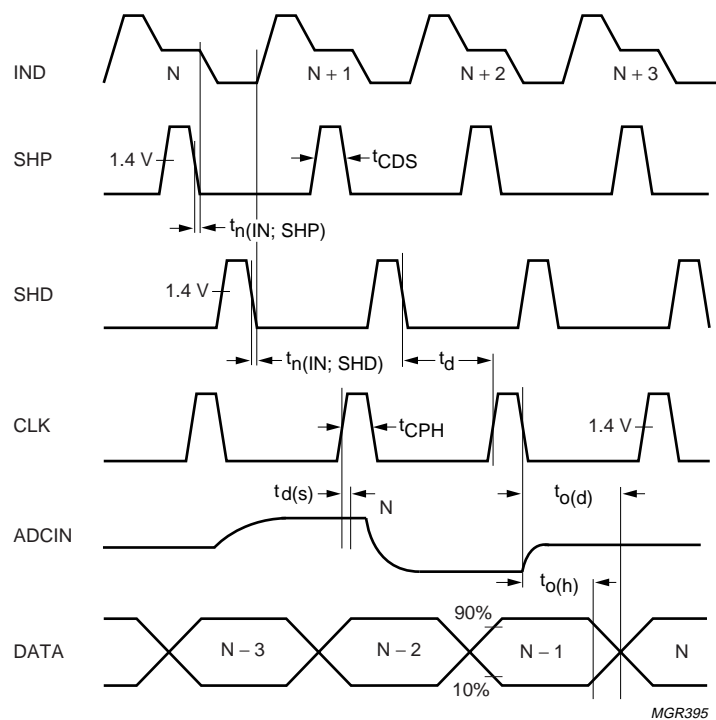 IND
N
N + 1
N + 2
N + 3
SHP
1.4 V
tCDS
tn(IN; SHP)
SHD
1.4 V
tn(IN; SHD)
td
CLK
tCPH
1.4 V
td(s)
N
to(d)
ADCIN
to(h)
DATA
N − 3
N − 2
90%
10%
N − 1
N
MGR395